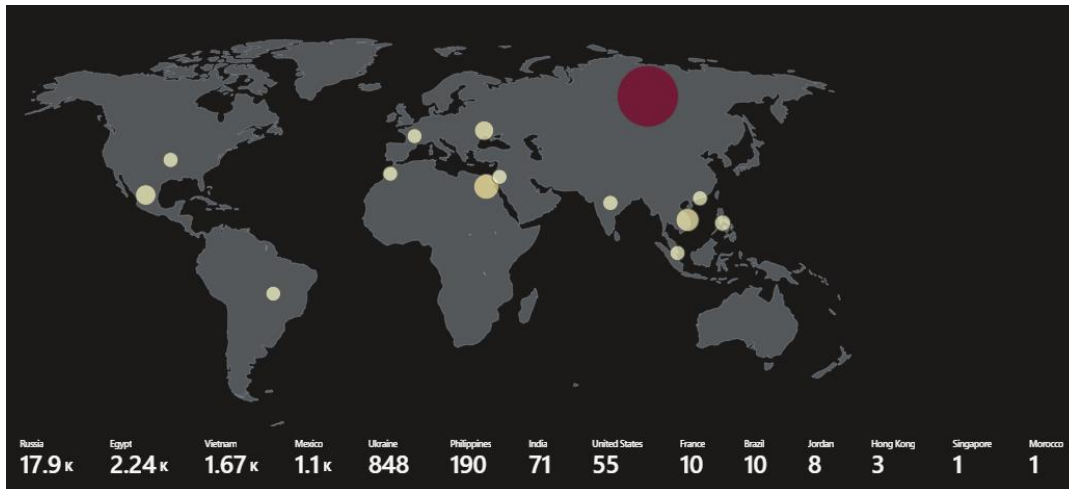 Russia Egypt Vietnam Mexico Ukraine Philippines India United States France Brazil Jordan Hong Kong Singapore Morocco
17.9 K 2.24 K 1.67 K 1.1 K 848 190 71 55 10 10 8 3 1 1